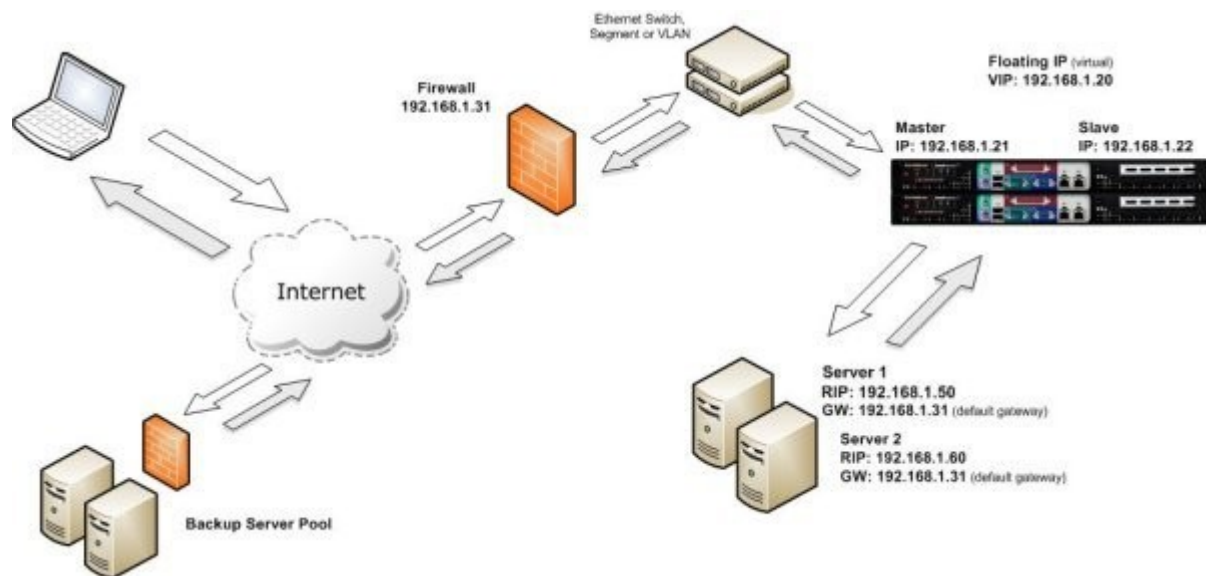 Ethernet Switch,
Segment or VLAN
Floating IP (virtual)
VIP: 192.168.1.20
Firewall
192.168.1.31
Master
IP: 192.168.1.21
Slave
IP: 192.168.1.22
Internet
Server 1
RIP: 192.168.1.50
GW: 192.168.1.31 (default gateway)
Server 2
RIP: 192.168.1.60
GW: 192.168.1.31 (default gateway)
Backup Server Pool